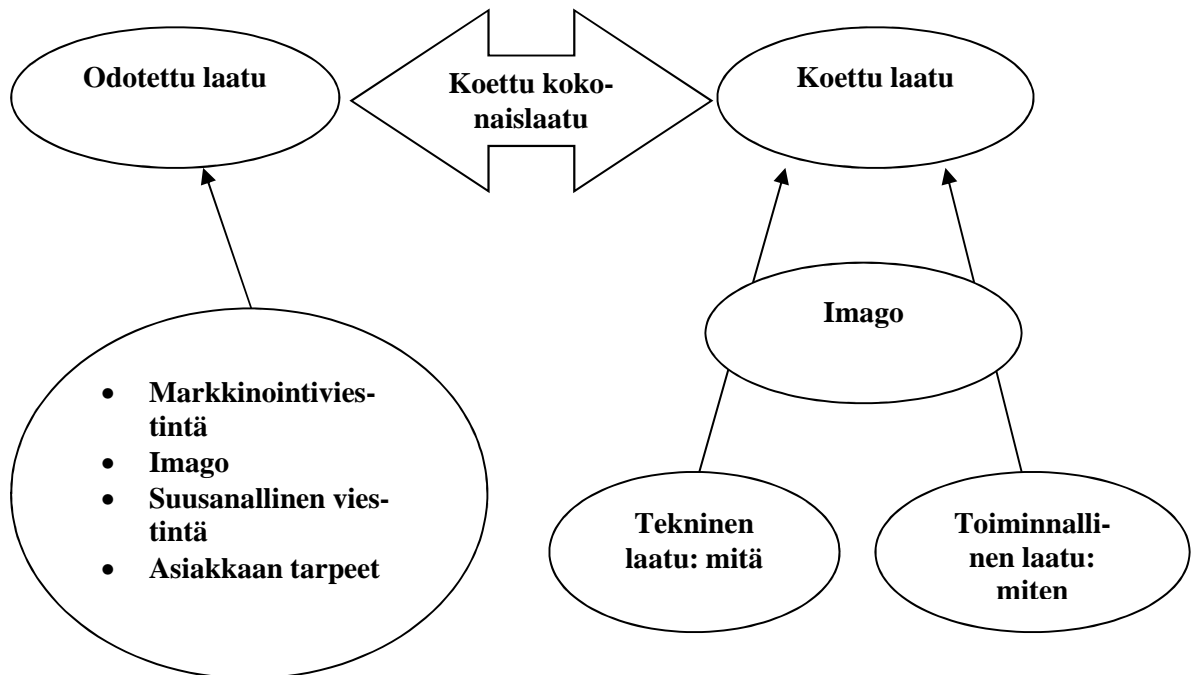 Odotettu laatu
Koettu koko-
naislaatu
Koettu laatu
Imago
• Markkinointivies-
tintä
• Imago
• Suusanallinen vies-
tintä
• Asiakkaan tarpeet
Tekninen
laatu: mitä
Toiminnalli-
nen laatu:
miten